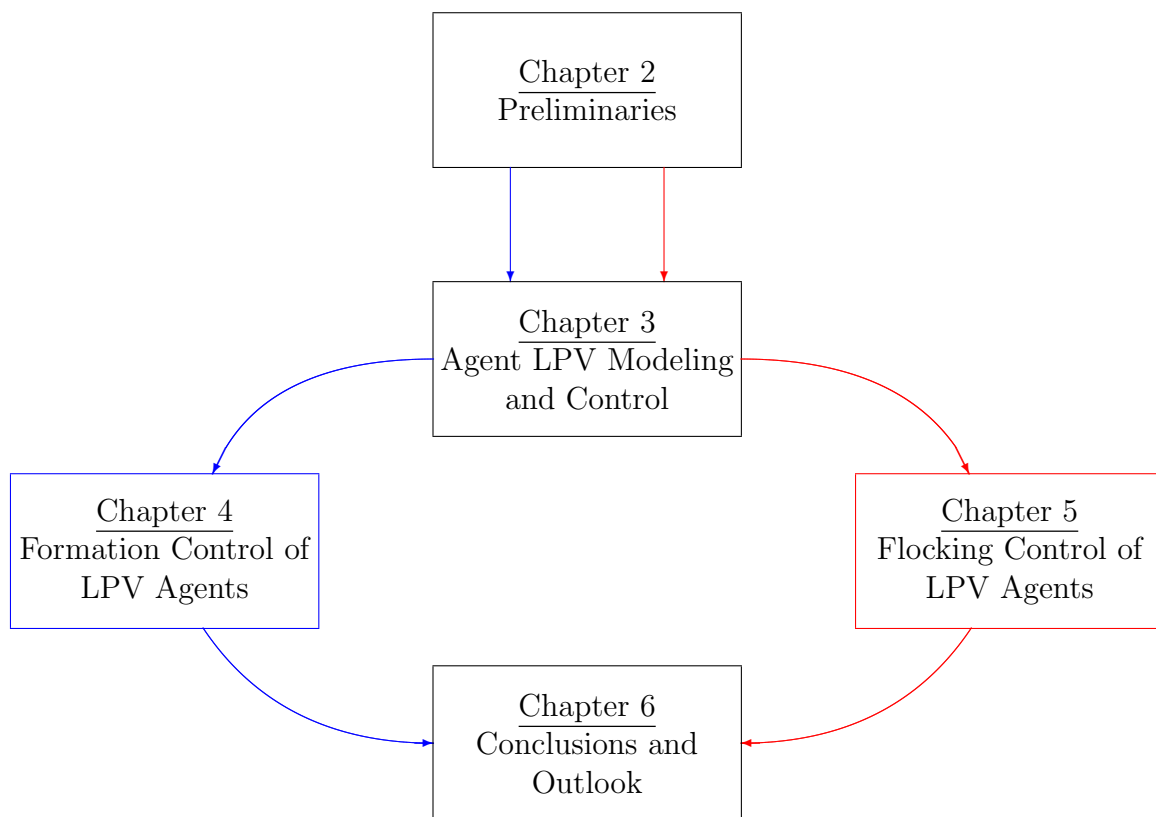 Chapter 2
Preliminaries
Chapter 3
Agent LPV Modeling
and Control
Chapter 4
Formation Control of
LPV Agents
Chapter 5
Flocking Control of
LPV Agents
Chapter 6
Conclusions and
Outlook